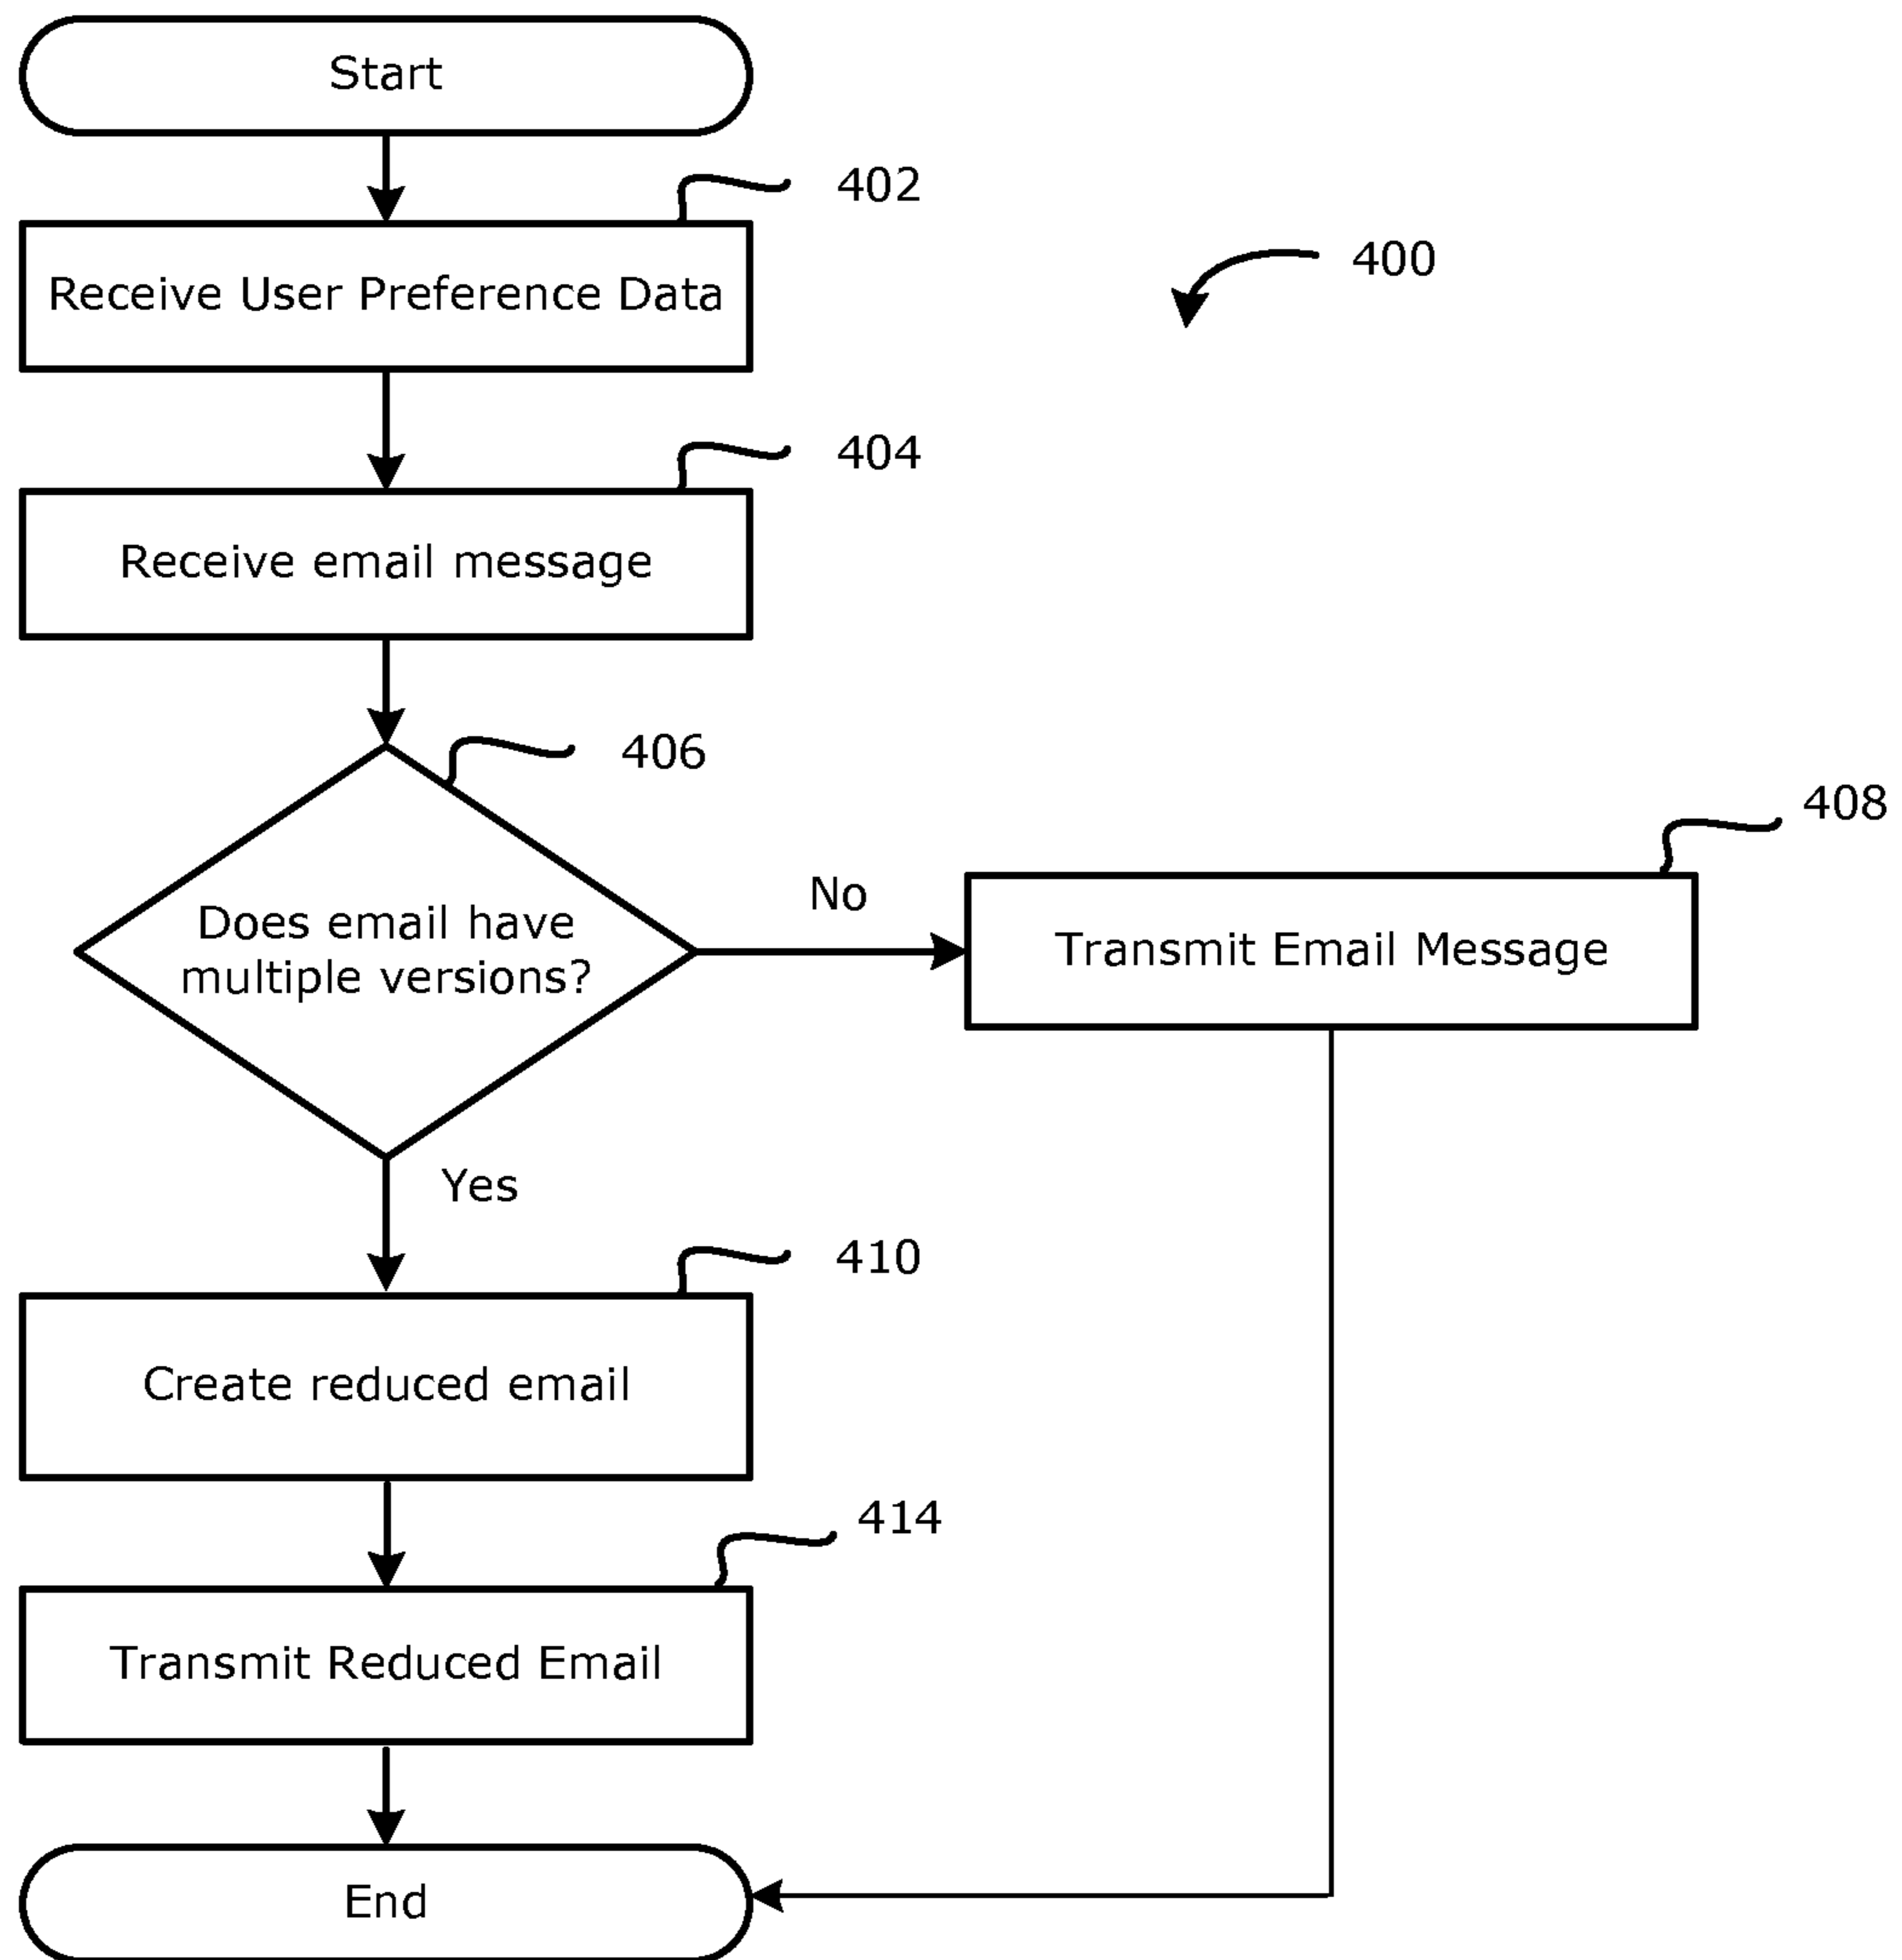 Start
402
Receive User Preference Data
400
404
Receive email message
406
408
Does email have
multiple versions?
No
Transmit Email Message
Yes
410
Create reduced email
414
Transmit Reduced Email
End